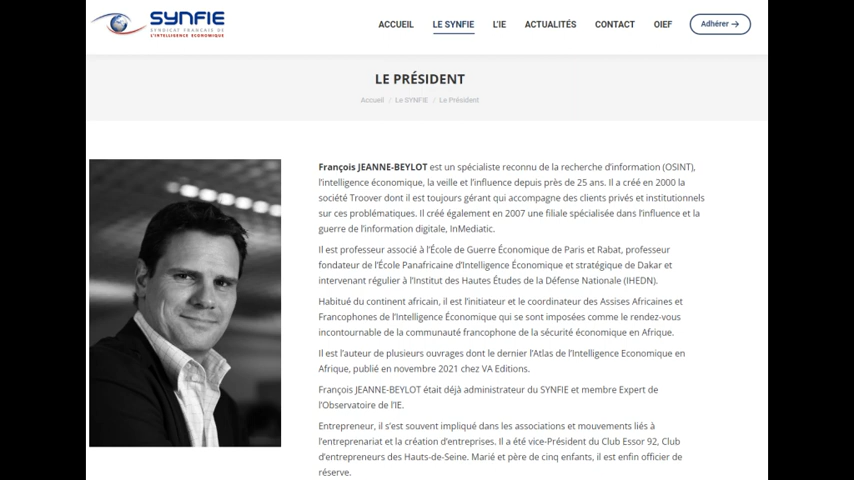 SYNFIE
SYNDICAT FRANÇAIS DE
L'INTELLIGENCE ECONOMIQUE
ACCUEIL LE SYNFIE L'IE ACTUALITÉS CONTACT OIEF Adhérer →
LE PRÉSIDENT
Accueil / Le SYNFIE / Le Président
François JEANNE-BEYLOT est un spécialiste reconnu de la recherche d'information (OSINT),
l'intelligence économique, la veille et l'influence depuis près de 25 ans. Il a créé en 2000 la
société Troover dont il est toujours gérant qui accompagne des clients privés et institutionnels
sur ces problématiques. Il créé également en 2007 une filiale spécialisée dans l'influence et la
guerre de l'information digitale, InMediatic.
Il est professeur associé à l'École de Guerre Économique de Paris et Rabat, professeur
fondateur de l'École Panafricaine d'Intelligence Économique et stratégique de Dakar et
intervenant régulier à l'Institut des Hautes Études de la Défense Nationale (IHEDN).
Habitué du continent africain, il est l'initiateur et le coordinateur des Assises Africaines et
Francophones de l'Intelligence Économique qui se sont imposées comme le rendez-vous
incontournable de la communauté francophone de la sécurité économique en Afrique.
Il est l'auteur de plusieurs ouvrages dont le dernier l'Atlas de l'Intelligence Economique en
Afrique, publié en novembre 2021 chez VA Editions.
François JEANNE-BEYLOT était déjà administrateur du SYNFIE et membre Expert de
l'Observatoire de l'IE.
Entrepreneur, il s'est souvent impliqué dans les associations et mouvements liés à
l'entreprenariat et la création d'entreprises. Il a été vice-Président du Club Essor 92, Club
d'entrepreneurs des Hauts-de-Seine. Marié et père de cinq enfants, il est enfin officier de
réserve.